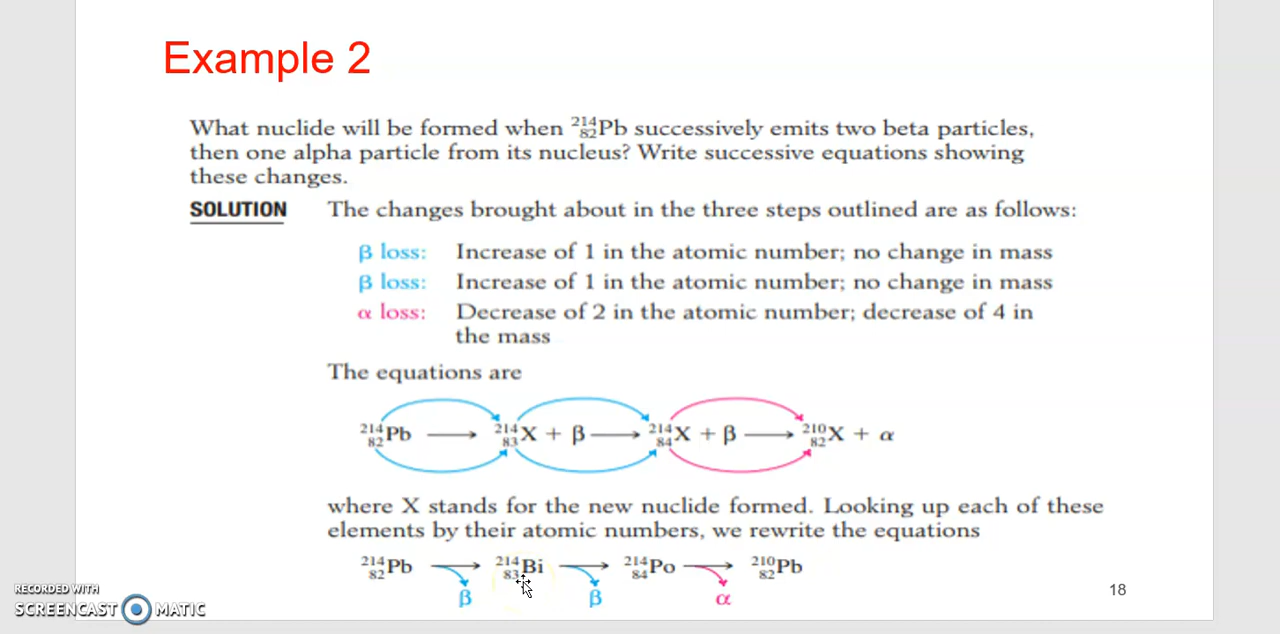 Example 2
What nuclide will be formed when ²¹⁴₈₂Pb successively emits two beta particles,
then one alpha particle from its nucleus? Write successive equations showing
these changes.
SOLUTION The changes brought about in the three steps outlined are as follows:
β loss: Increase of 1 in the atomic number; no change in mass
β loss: Increase of 1 in the atomic number; no change in mass
α loss: Decrease of 2 in the atomic number; decrease of 4 in
the mass
The equations are
²¹⁴₈₂Pb ⟶ ²¹⁴₈₃X + β ⟶ ²¹⁴₈₄X + β ⟶ ²¹⁰₈₂X + α
where X stands for the new nuclide formed. Looking up each of these
elements by their atomic numbers, we rewrite the equations
²¹⁴₈₂Pb ⟶ ²¹⁴₈₃Bi ⟶ ²¹⁴₈₄Po ⟶ ²¹⁰₈₂Pb
β β α
18
RECORDED WITH
SCREENCAST MATIC